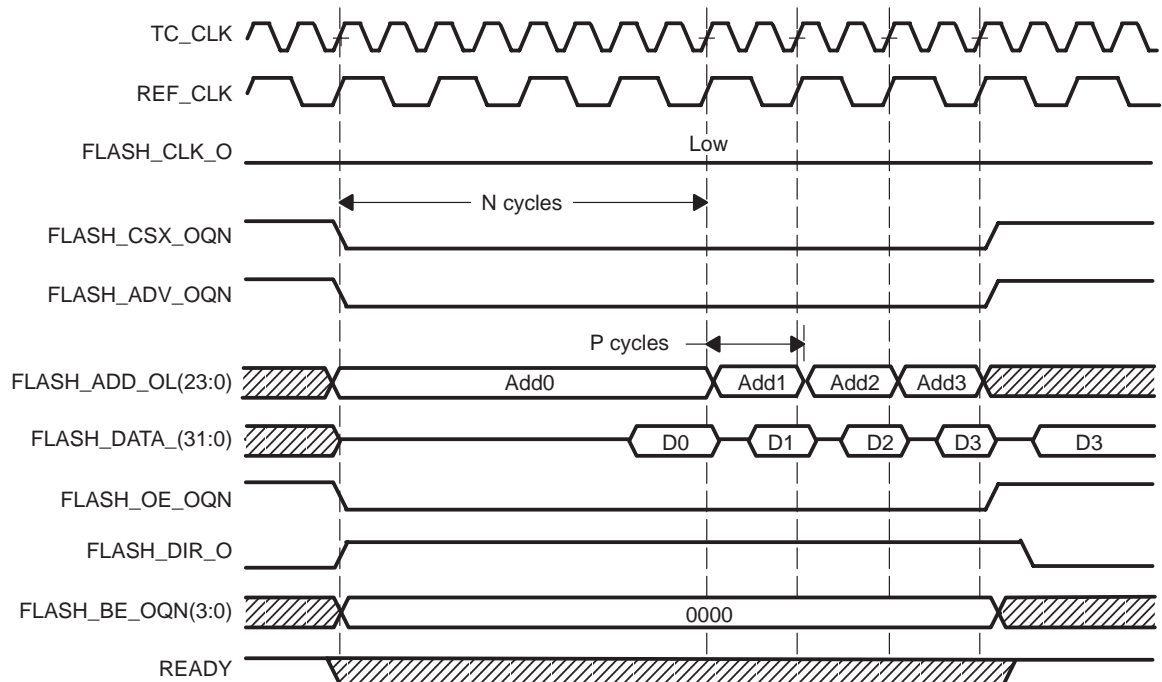 TC_CLK
REF_CLK
FLASH_CLK_O
Low
N cycles
FLASH_CSX_OQN
FLASH_ADV_OQN
P cycles
FLASH_ADD_OL(23:0)
Add0
Add1
Add2
Add3
FLASH_DATA_(31:0)
D0
D1
D2
D3
D3
FLASH_OE_OQN
FLASH_DIR_O
FLASH_BE_OQN(3:0)
0000
READY